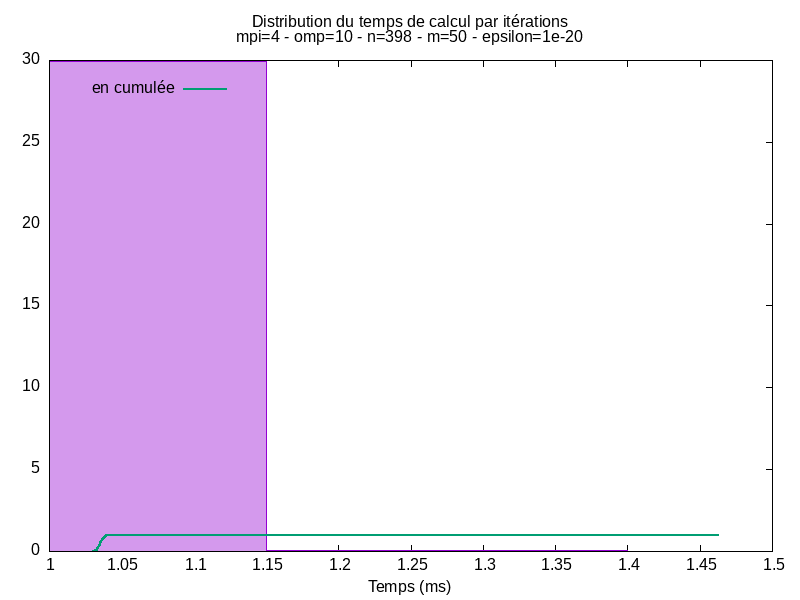 Distribution du temps de calcul par itérations
mpi=4 - omp=10 - n=398 - m=50 - epsilon=1e-20
en cumulée
30
25
20
15
10
5
0
1 1.05 1.1 1.15 1.2 1.25 1.3 1.35 1.4 1.45 1.5
Temps (ms)